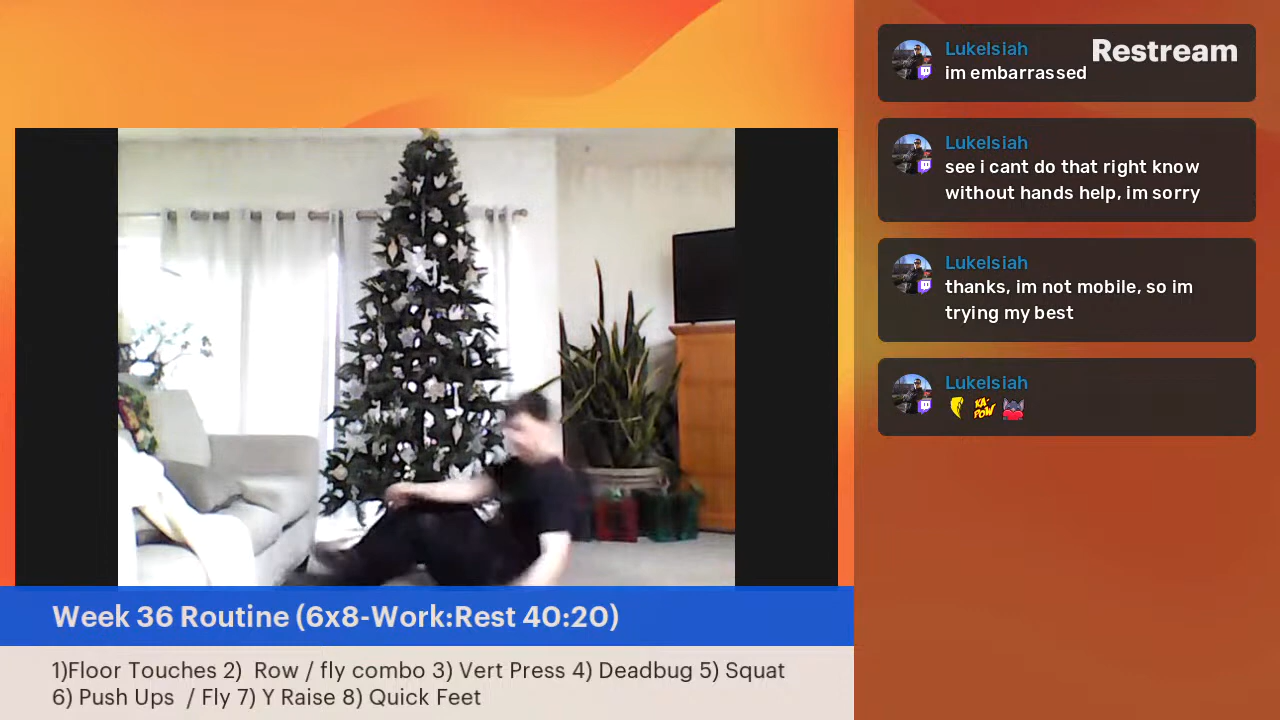 LukeIsiah
Restream
im embarrassed
LukeIsiah
see i cant do that right know
without hands help, im sorry
LukeIsiah
thanks, im not mobile, so im
trying my best
LukeIsiah
KA-
POW
Week 36 Routine (6x8-Work:Rest 40:20)
1)Floor Touches 2)  Row / fly combo 3) Vert Press 4) Deadbug 5) Squat
6) Push Ups  / Fly 7) Y Raise 8) Quick Feet